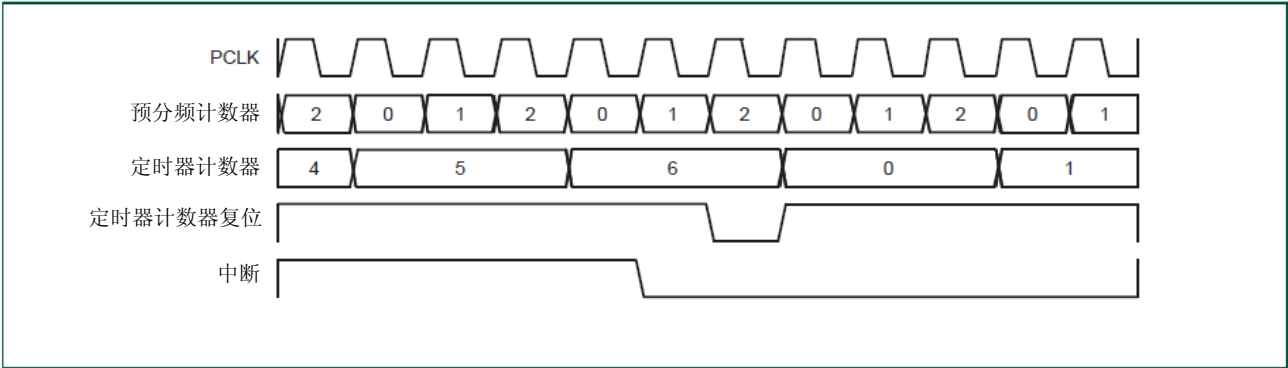 PCLK
预分频计数器 2 0 1 2 0 1 2 0 1 2 0 1
定时器计数器 4 5 6 0 1
定时器计数器复位
中断